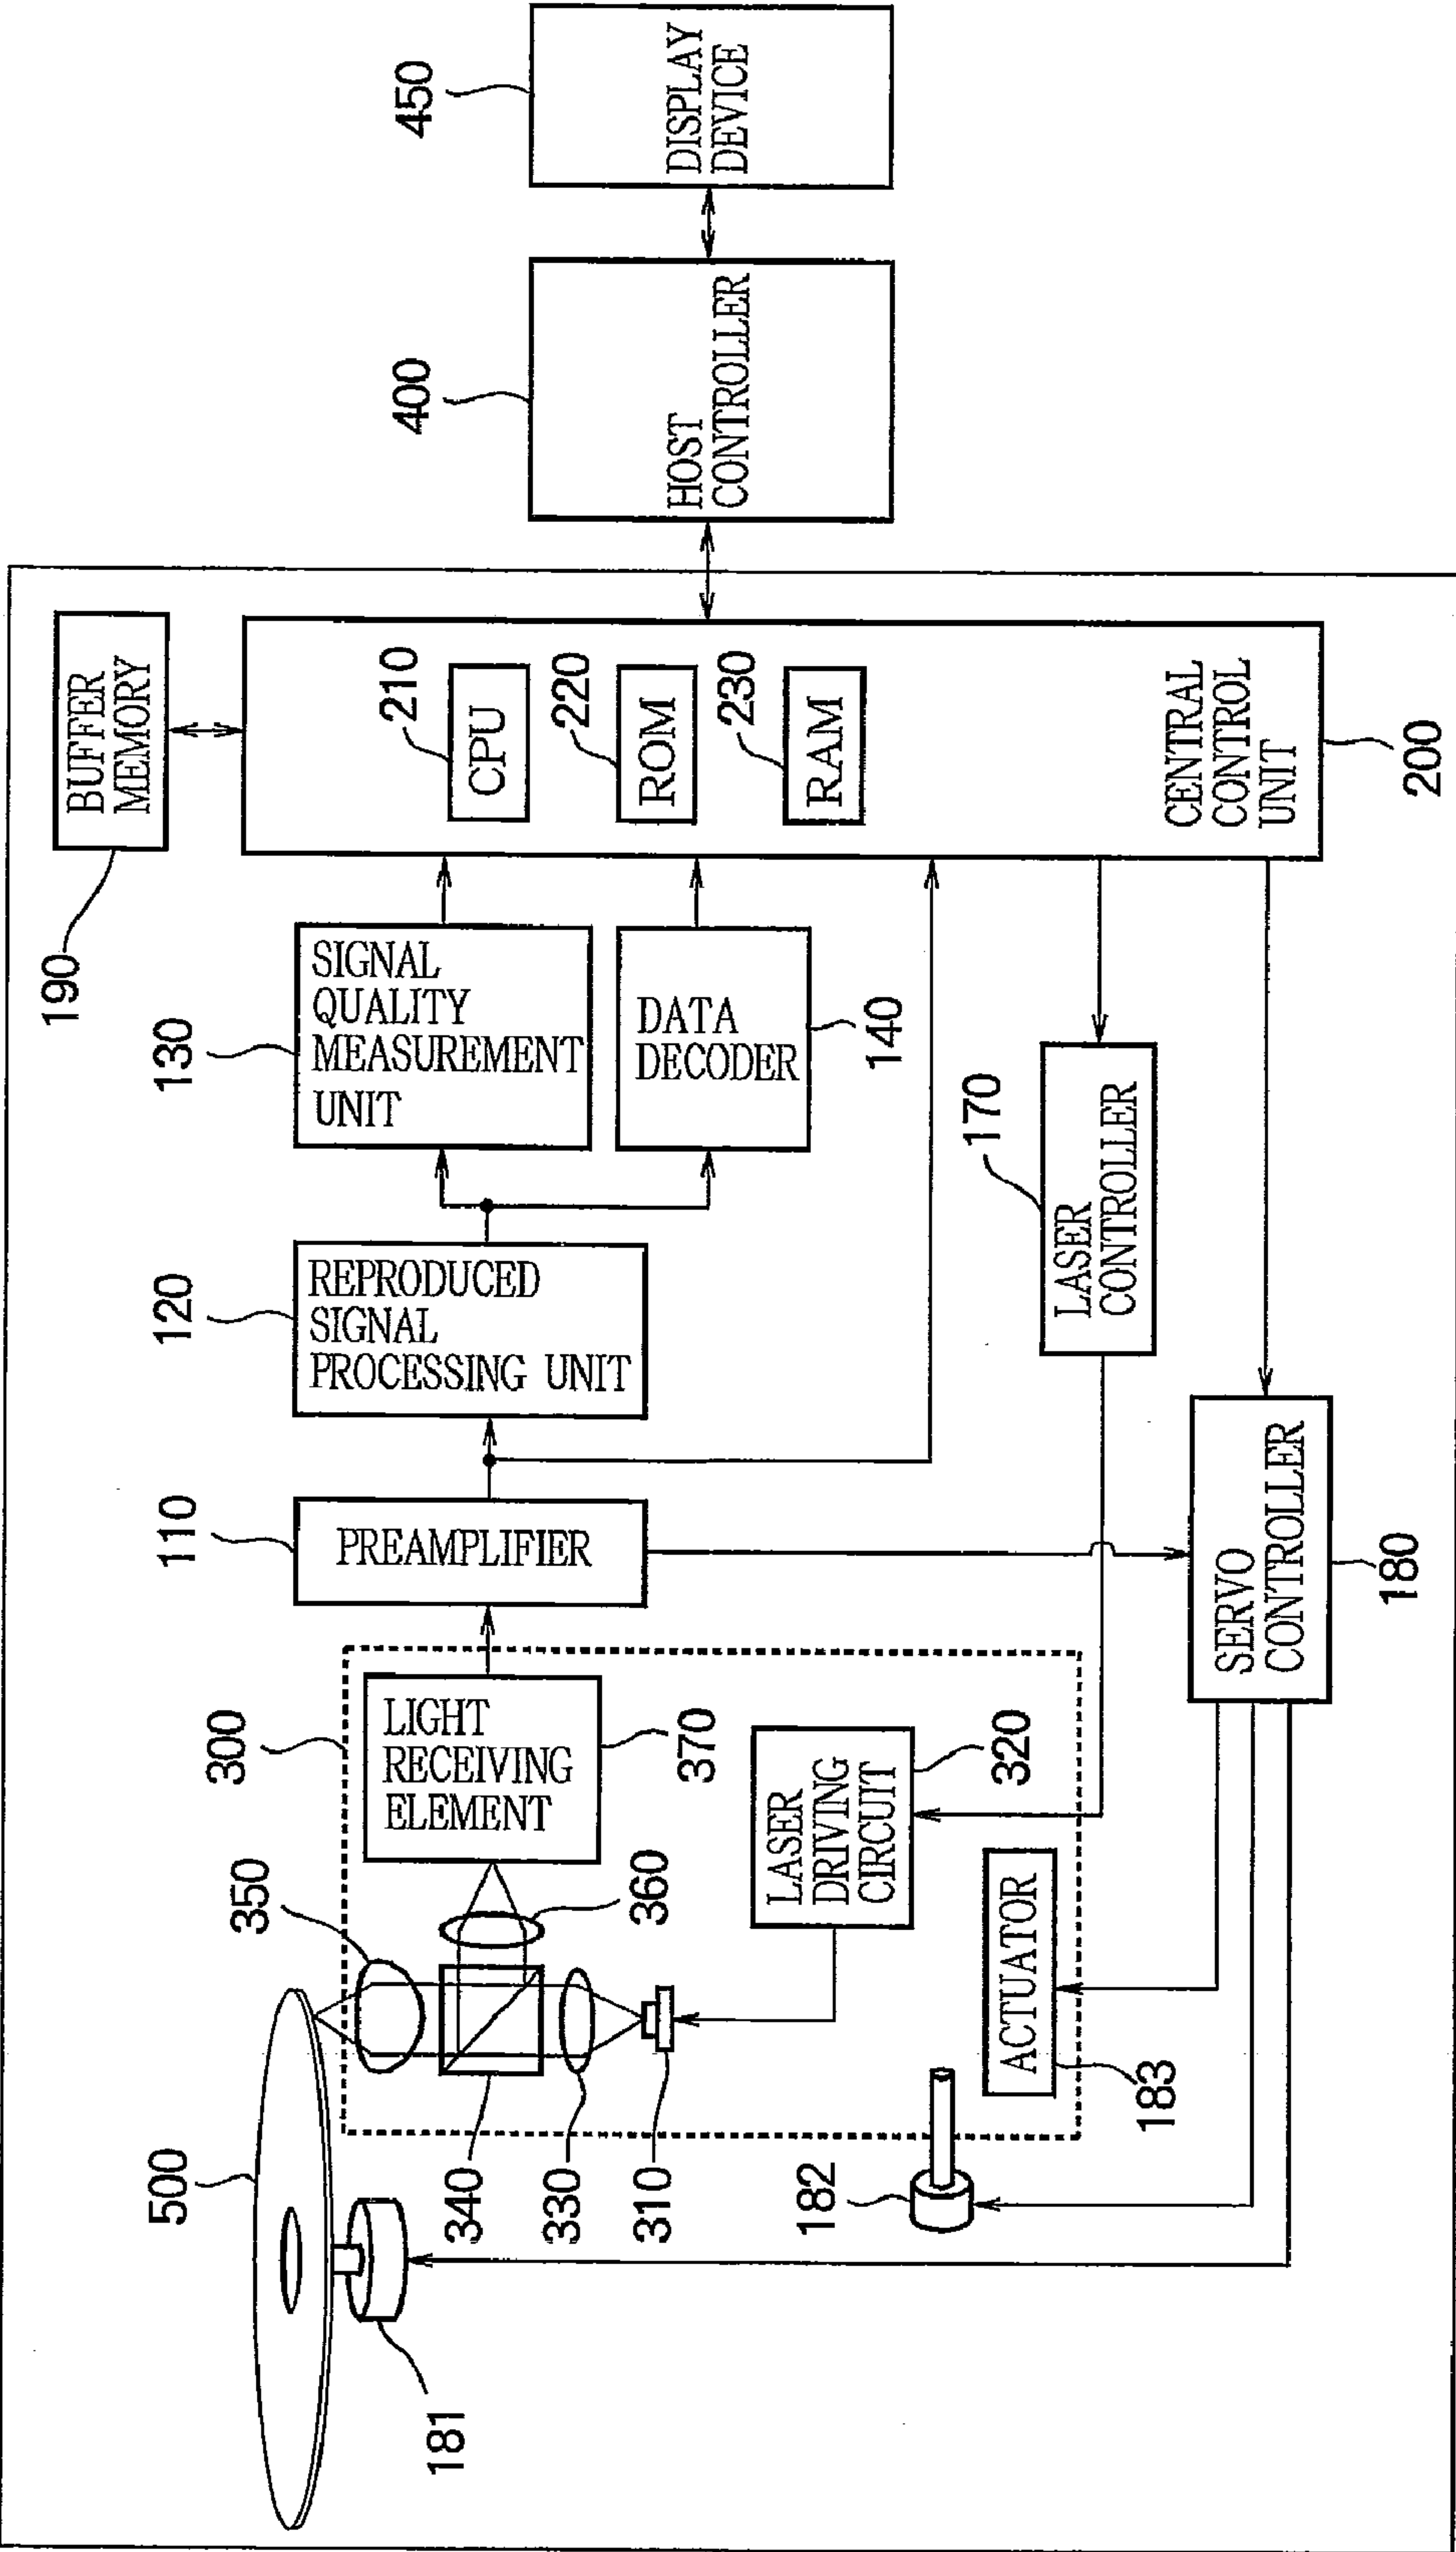 500
350
300
110
120
130
190
BUFFER
MEMORY
LIGHT
RECEIVING
ELEMENT
PREAMPLIFIER
REPRODUCED
SIGNAL
PROCESSING UNIT
SIGNAL
QUALITY
MEASUREMENT
UNIT
210
CPU
400
450
181
340
330
310
360
370
DATA
DECODER
140
220
ROM
230
RAM
HOST
CONTROLLER
DISPLAY
DEVICE
182
LASER
DRIVING
CIRCUIT
320
170
LASER
CONTROLLER
ACTUATOR
183
SERVO
CONTROLLER
180
CENTRAL
CONTROL
UNIT
200